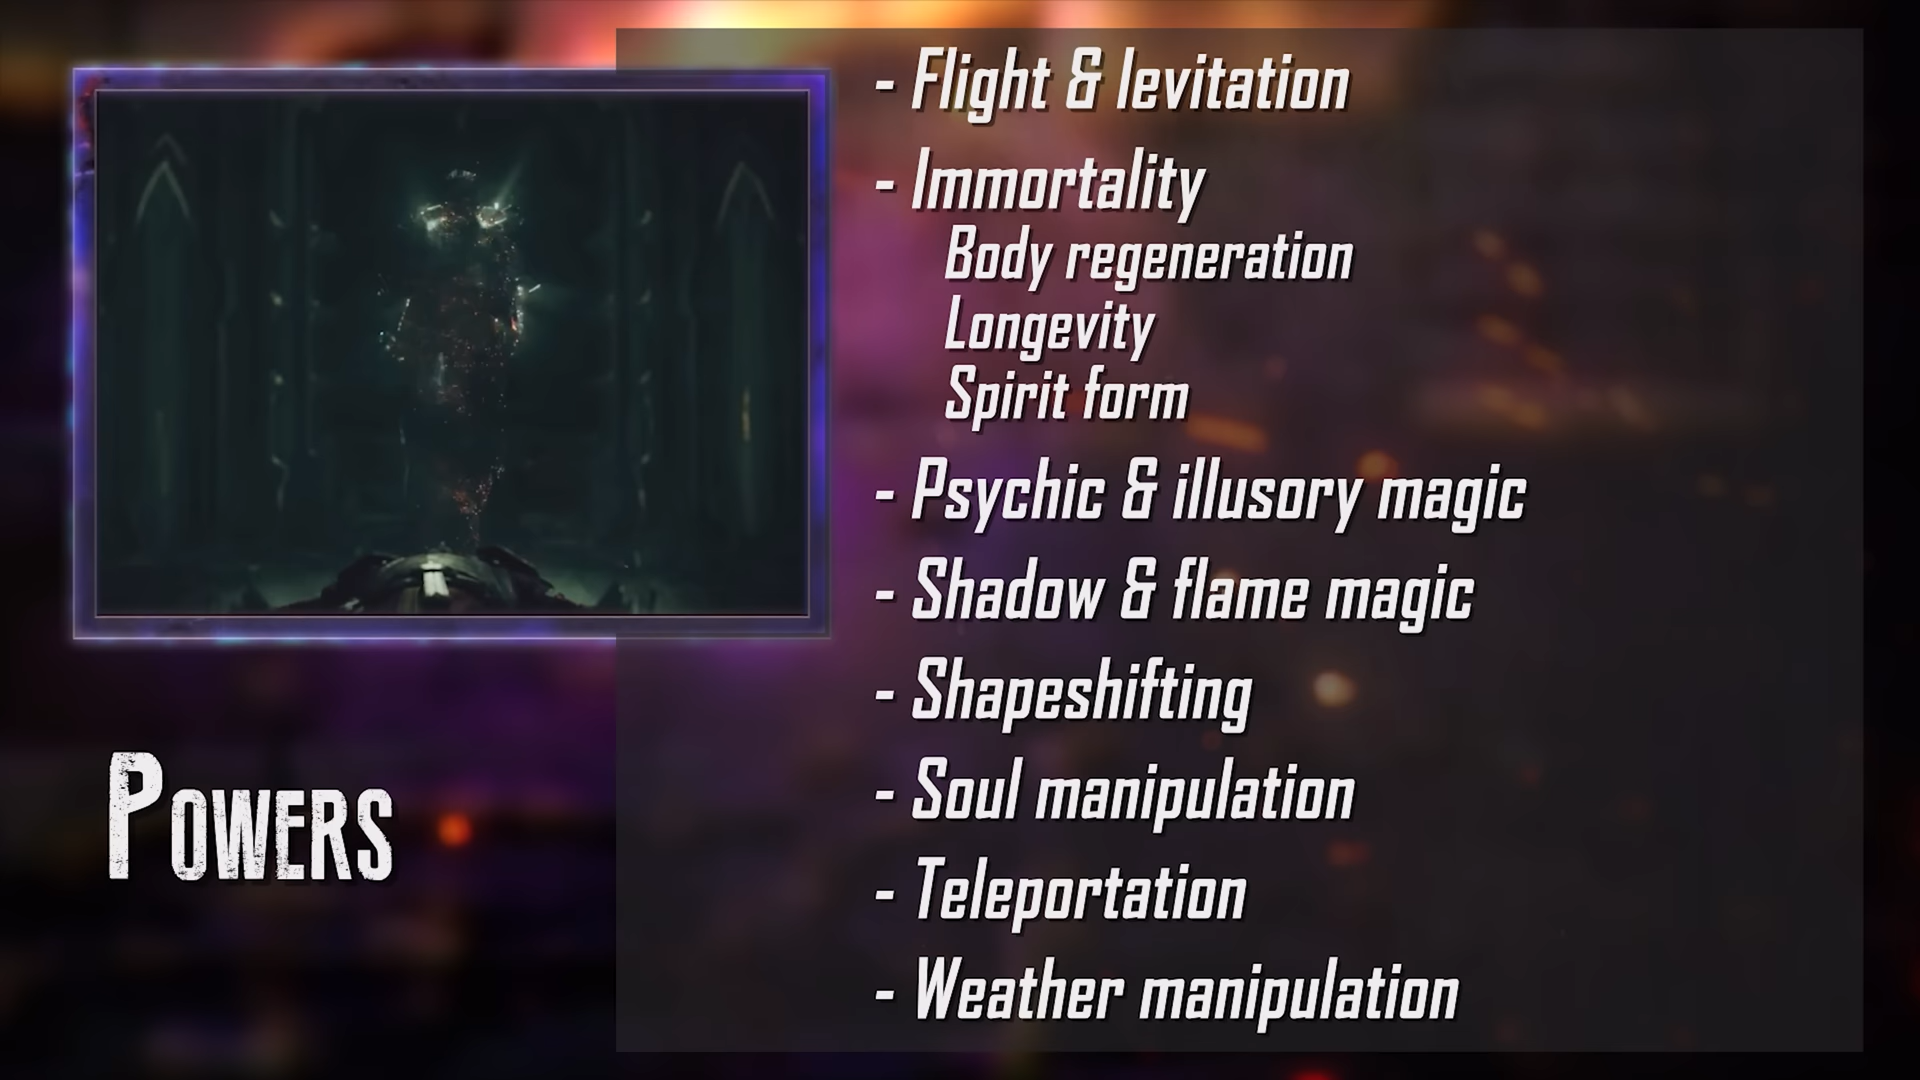 - Flight & levitation
- Immortality
Body regeneration
Longevity
Spirit form
- Psychic & illusory magic
- Shadow & flame magic
- Shapeshifting
- Soul manipulation
- Teleportation
- Weather manipulation
Powers